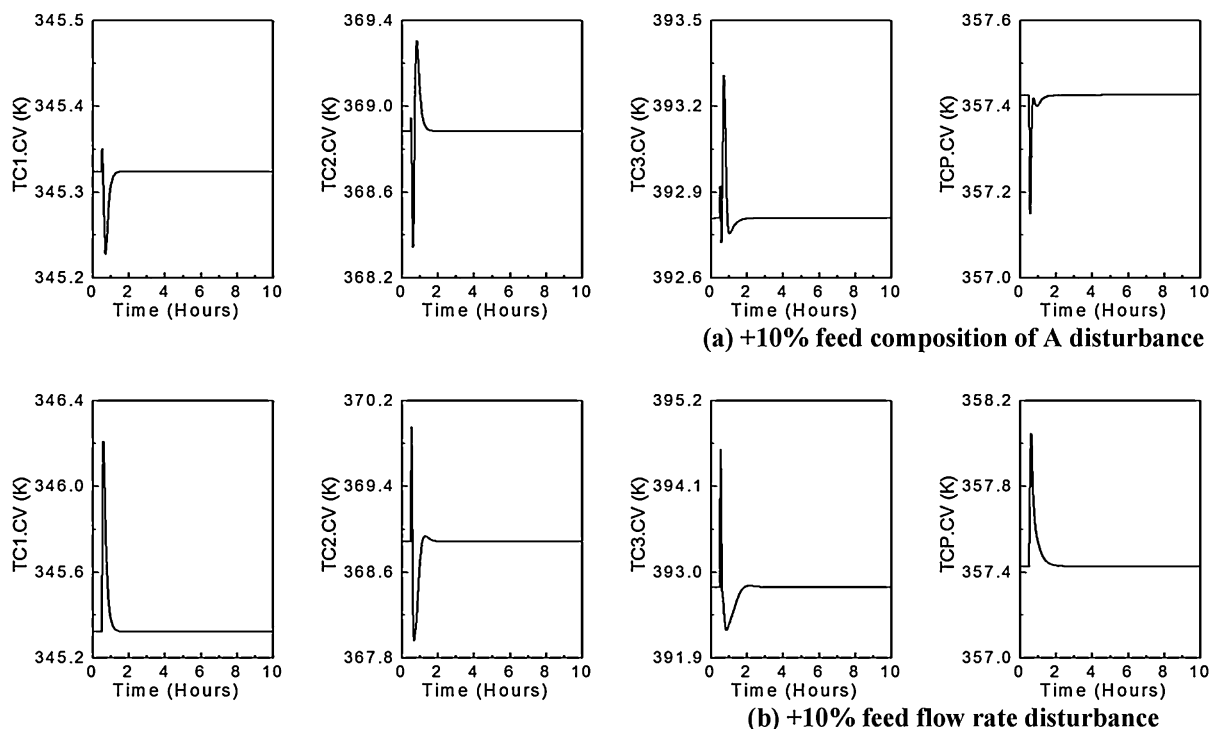 345.5
345.4
345.3
345.2
TC1.CV (K)
0 2 4 6 8 10
Time (Hours)
369.4
369.0
368.6
368.2
TC2.CV (K)
0 2 4 6 8 10
Time (Hours)
393.5
393.2
392.9
392.6
TC3.CV (K)
0 2 4 6 8 10
Time (Hours)
357.6
357.4
357.2
357.0
TCP.CV (K)
0 2 4 6 8 10
Time (Hours)
(a) +10% feed composition of A disturbance
346.4
346.0
345.6
345.2
TC1.CV (K)
0 2 4 6 8 10
Time (Hours)
370.2
369.4
368.6
367.8
TC2.CV (K)
0 2 4 6 8 10
Time (Hours)
395.2
394.1
393.0
391.9
TC3.CV (K)
0 2 4 6 8 10
Time (Hours)
358.2
357.8
357.4
357.0
TCP.CV (K)
0 2 4 6 8 10
Time (Hours)
(b) +10% feed flow rate disturbance